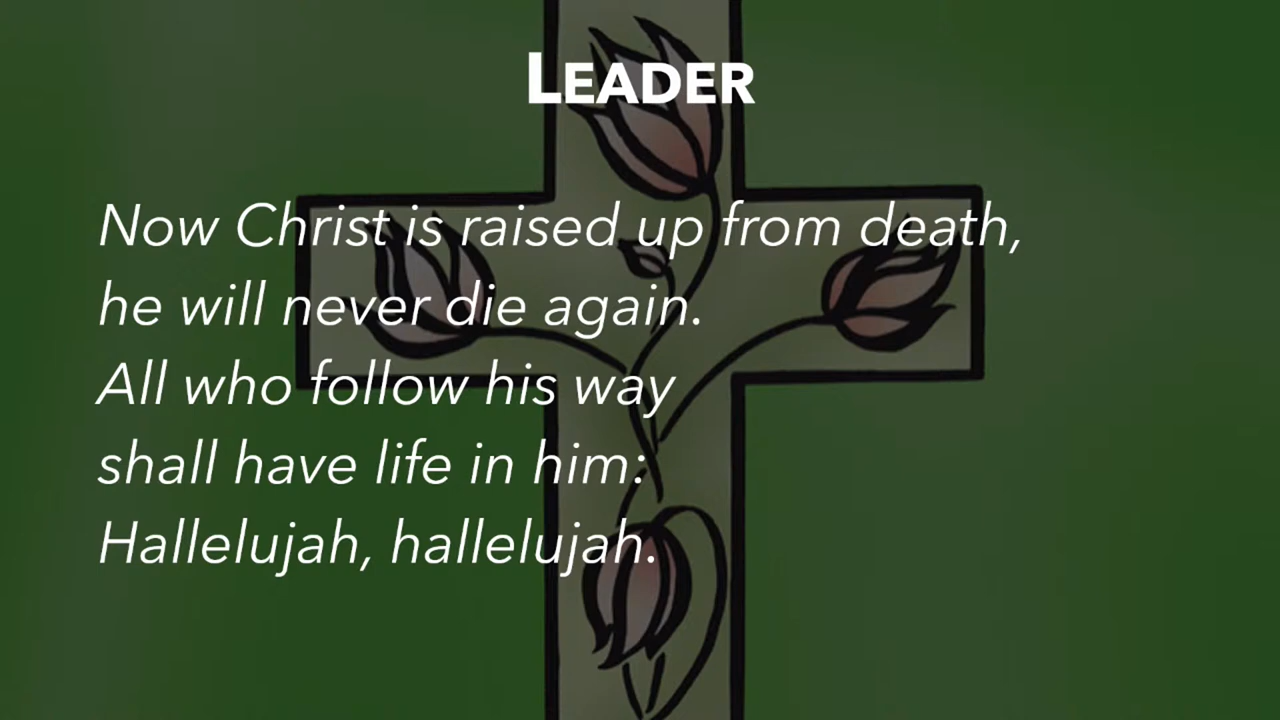 LEADER
Now Christ is raised up from death,
he will never die again.
All who follow his way
shall have life in him:
Hallelujah, hallelujah.